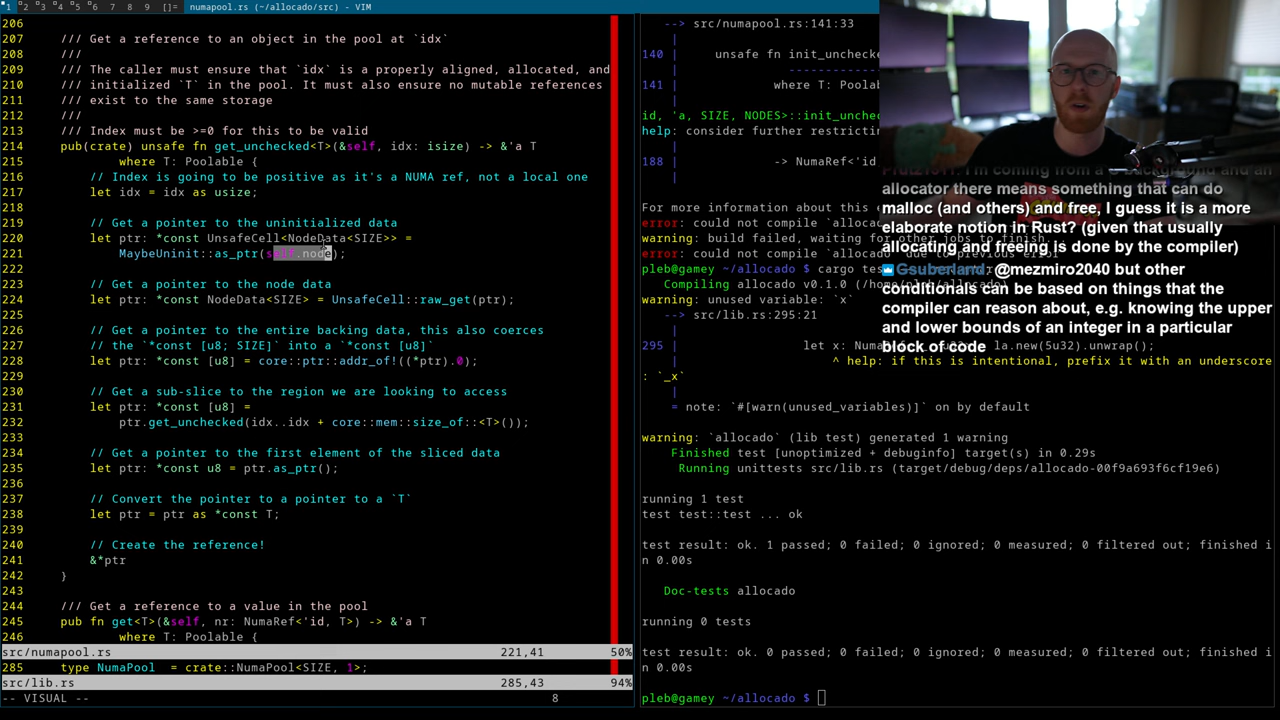 1 2 3 4 5 6 7 8 9 []= numapool.rs (~/allocado/src) - VIM
206
207 /// Get a reference to an object in the pool at `idx`
208 ///
209 /// The caller must ensure that `idx` is a properly aligned, allocated, and
210 /// initialized `T` in the pool. It must also ensure no mutable references
211 /// exist to the same storage
212 ///
213 /// Index must be >=0 for this to be valid
214 pub(crate) unsafe fn get_unchecked<T>(&self, idx: isize) -> &'a T
215 where T: Poolable {
216 // Index is going to be positive as it's a NUMA ref, not a local one
217 let idx = idx as usize;
218
219 // Get a pointer to the uninitialized data
220 let ptr: *const UnsafeCell<NodeData<SIZE>> =
221 MaybeUninit::as_ptr(self.node);
222
223 // Get a pointer to the node data
224 let ptr: *const NodeData<SIZE> = UnsafeCell::raw_get(ptr);
225
226 // Get a pointer to the entire backing data, this also coerces
227 // the `*const [u8; SIZE]` into a `*const [u8]`
228 let ptr: *const [u8] = core::ptr::addr_of!((*ptr).0);
229
230 // Get a sub-slice to the region we are looking to access
231 let ptr: *const [u8] =
232 ptr.get_unchecked(idx..idx + core::mem::size_of::<T>());
233
234 // Get a pointer to the first element of the sliced data
235 let ptr: *const u8 = ptr.as_ptr();
236
237 // Convert the pointer to a pointer to a `T`
238 let ptr = ptr as *const T;
239
240 // Create the reference!
241 &*ptr
242 }
243
244 /// Get a reference to a value in the pool
245 pub fn get<T>(&self, nr: NumaRef<'id, T>) -> &'a T
246 where T: Poolable {
src/numapool.rs 221,41 50%
285 type NumaPool = crate::NumaPool<SIZE, 1>;
src/lib.rs 285,43 94%
-- VISUAL -- 8
--> src/numapool.rs:141:33
|
140 unsafe fn init_unchecked
| ----------
141 where T: Poolab
id, 'a, SIZE, NODES>::init_unchec
help: consider further restrictin
|
188 -> NumaRef<'id
|
For more information about this
error: could not compile `allocad
warning: build failed, waiting for other jobs to finish...
error: could not compile `allocado` due to previous error
pleb@gamey ~/allocado $ cargo tes
Compiling allocado v0.1.0 (/home/pleb/allocado)
warning: unused variable: `x`
--> src/lib.rs:295:21
|
295 let x: Numa la.new(5u32).unwrap();
| ^ help: if this is intentional, prefix it with an underscore
: `_x`
|
= note: `#[warn(unused_variables)]` on by default
warning: `allocado` (lib test) generated 1 warning
Finished test [unoptimized + debuginfo] target(s) in 0.29s
Running unittests src/lib.rs (target/debug/deps/allocado-00f9a693f6cf19e6)
running 1 test
test test::test ... ok
test result: ok. 1 passed; 0 failed; 0 ignored; 0 measured; 0 filtered out; finished i
n 0.00s
Doc-tests allocado
running 0 tests
test result: ok. 0 passed; 0 failed; 0 ignored; 0 measured; 0 filtered out; finished i
n 0.00s
pleb@gamey ~/allocado $
I'm coming from a background and an
allocator there means something that can do
malloc (and others) and free, I guess it is a more
elaborate notion in Rust? (given that usually
allocating and freeing is done by the compiler)
Gsuberland: @mezmiro2040 but other
conditionals can be based on things that the
compiler can reason about, e.g. knowing the upper
and lower bounds of an integer in a particular
block of code